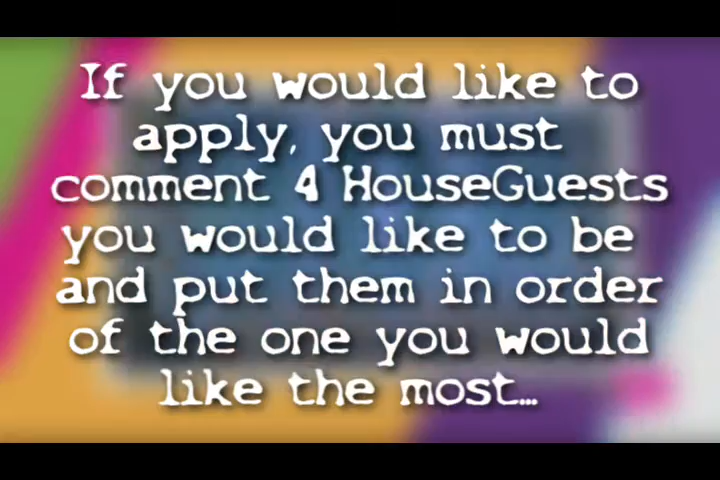 If you would like to
apply, you must
comment 4 HouseGuests
you would like to be
and put them in order
of the one you would
like the most...